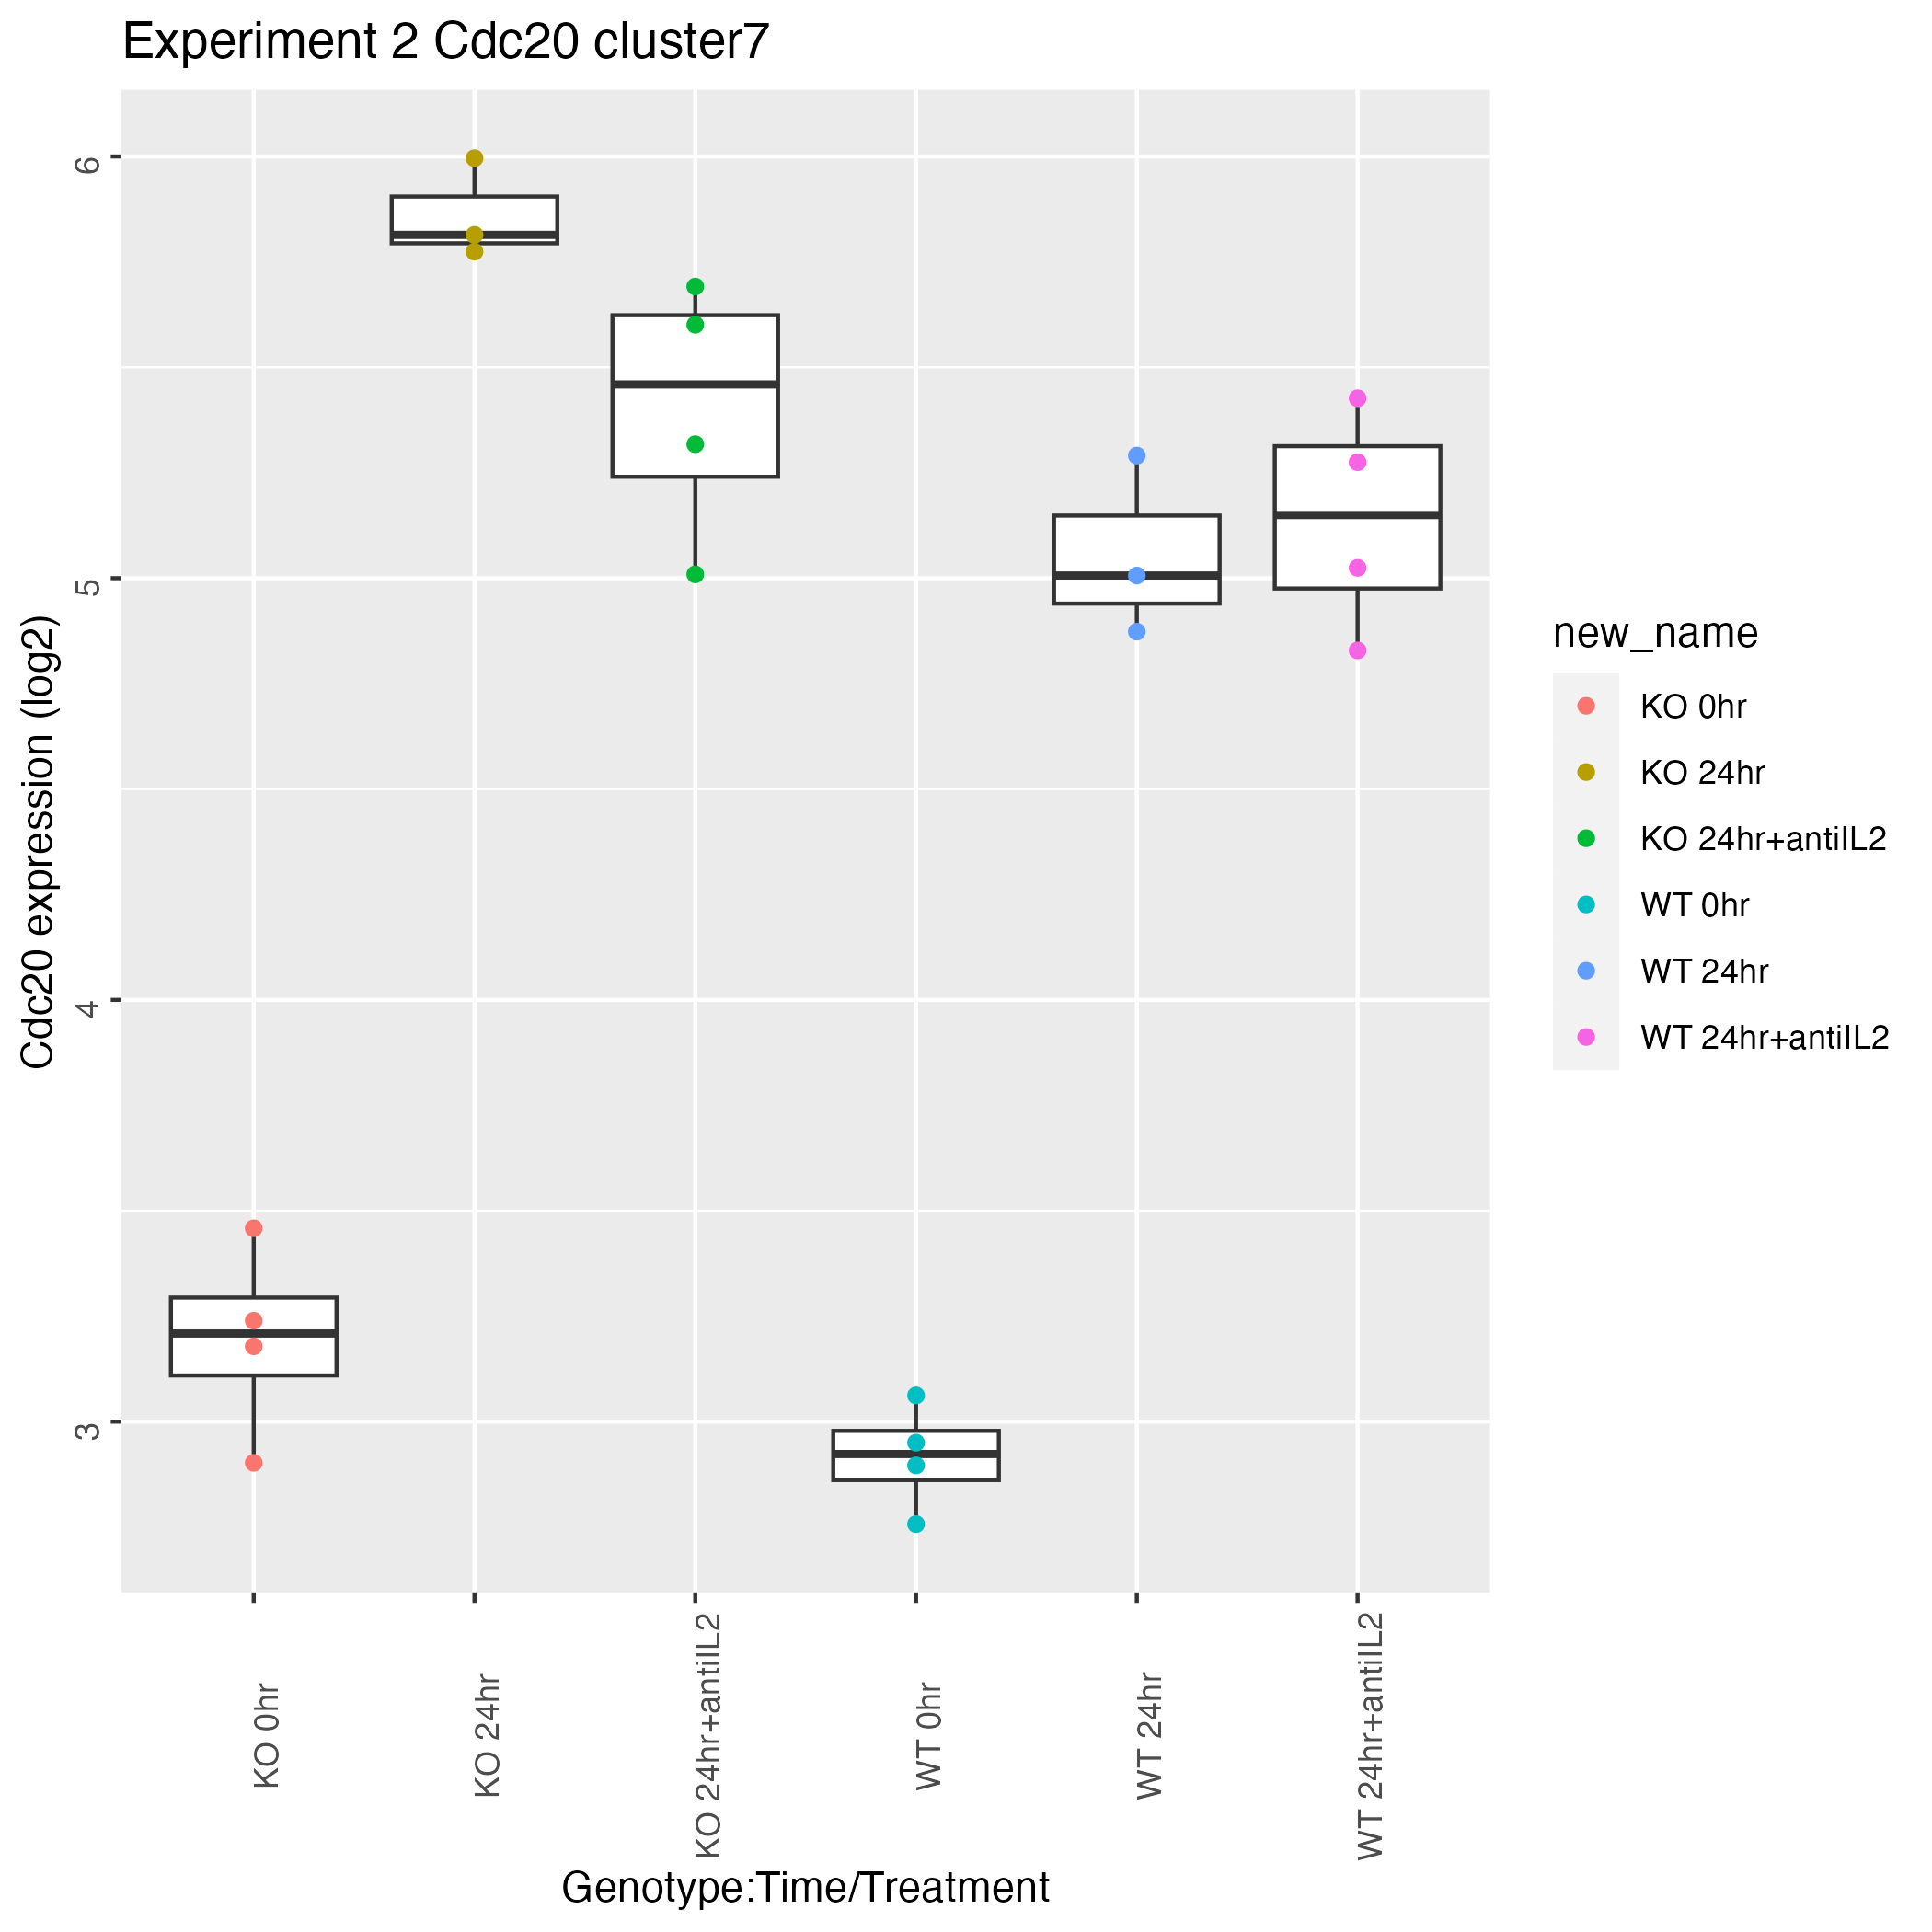 Experiment 2 Cdc20 cluster7
Cdc20 expression (log2)
6
5
4
3
KO 0hr
KO 24hr
KO 24hr+antiIL2
WT 0hr
WT 24hr
WT 24hr+antiIL2
Genotype:Time/Treatment
new_name
KO 0hr
KO 24hr
KO 24hr+antiIL2
WT 0hr
WT 24hr
WT 24hr+antiIL2